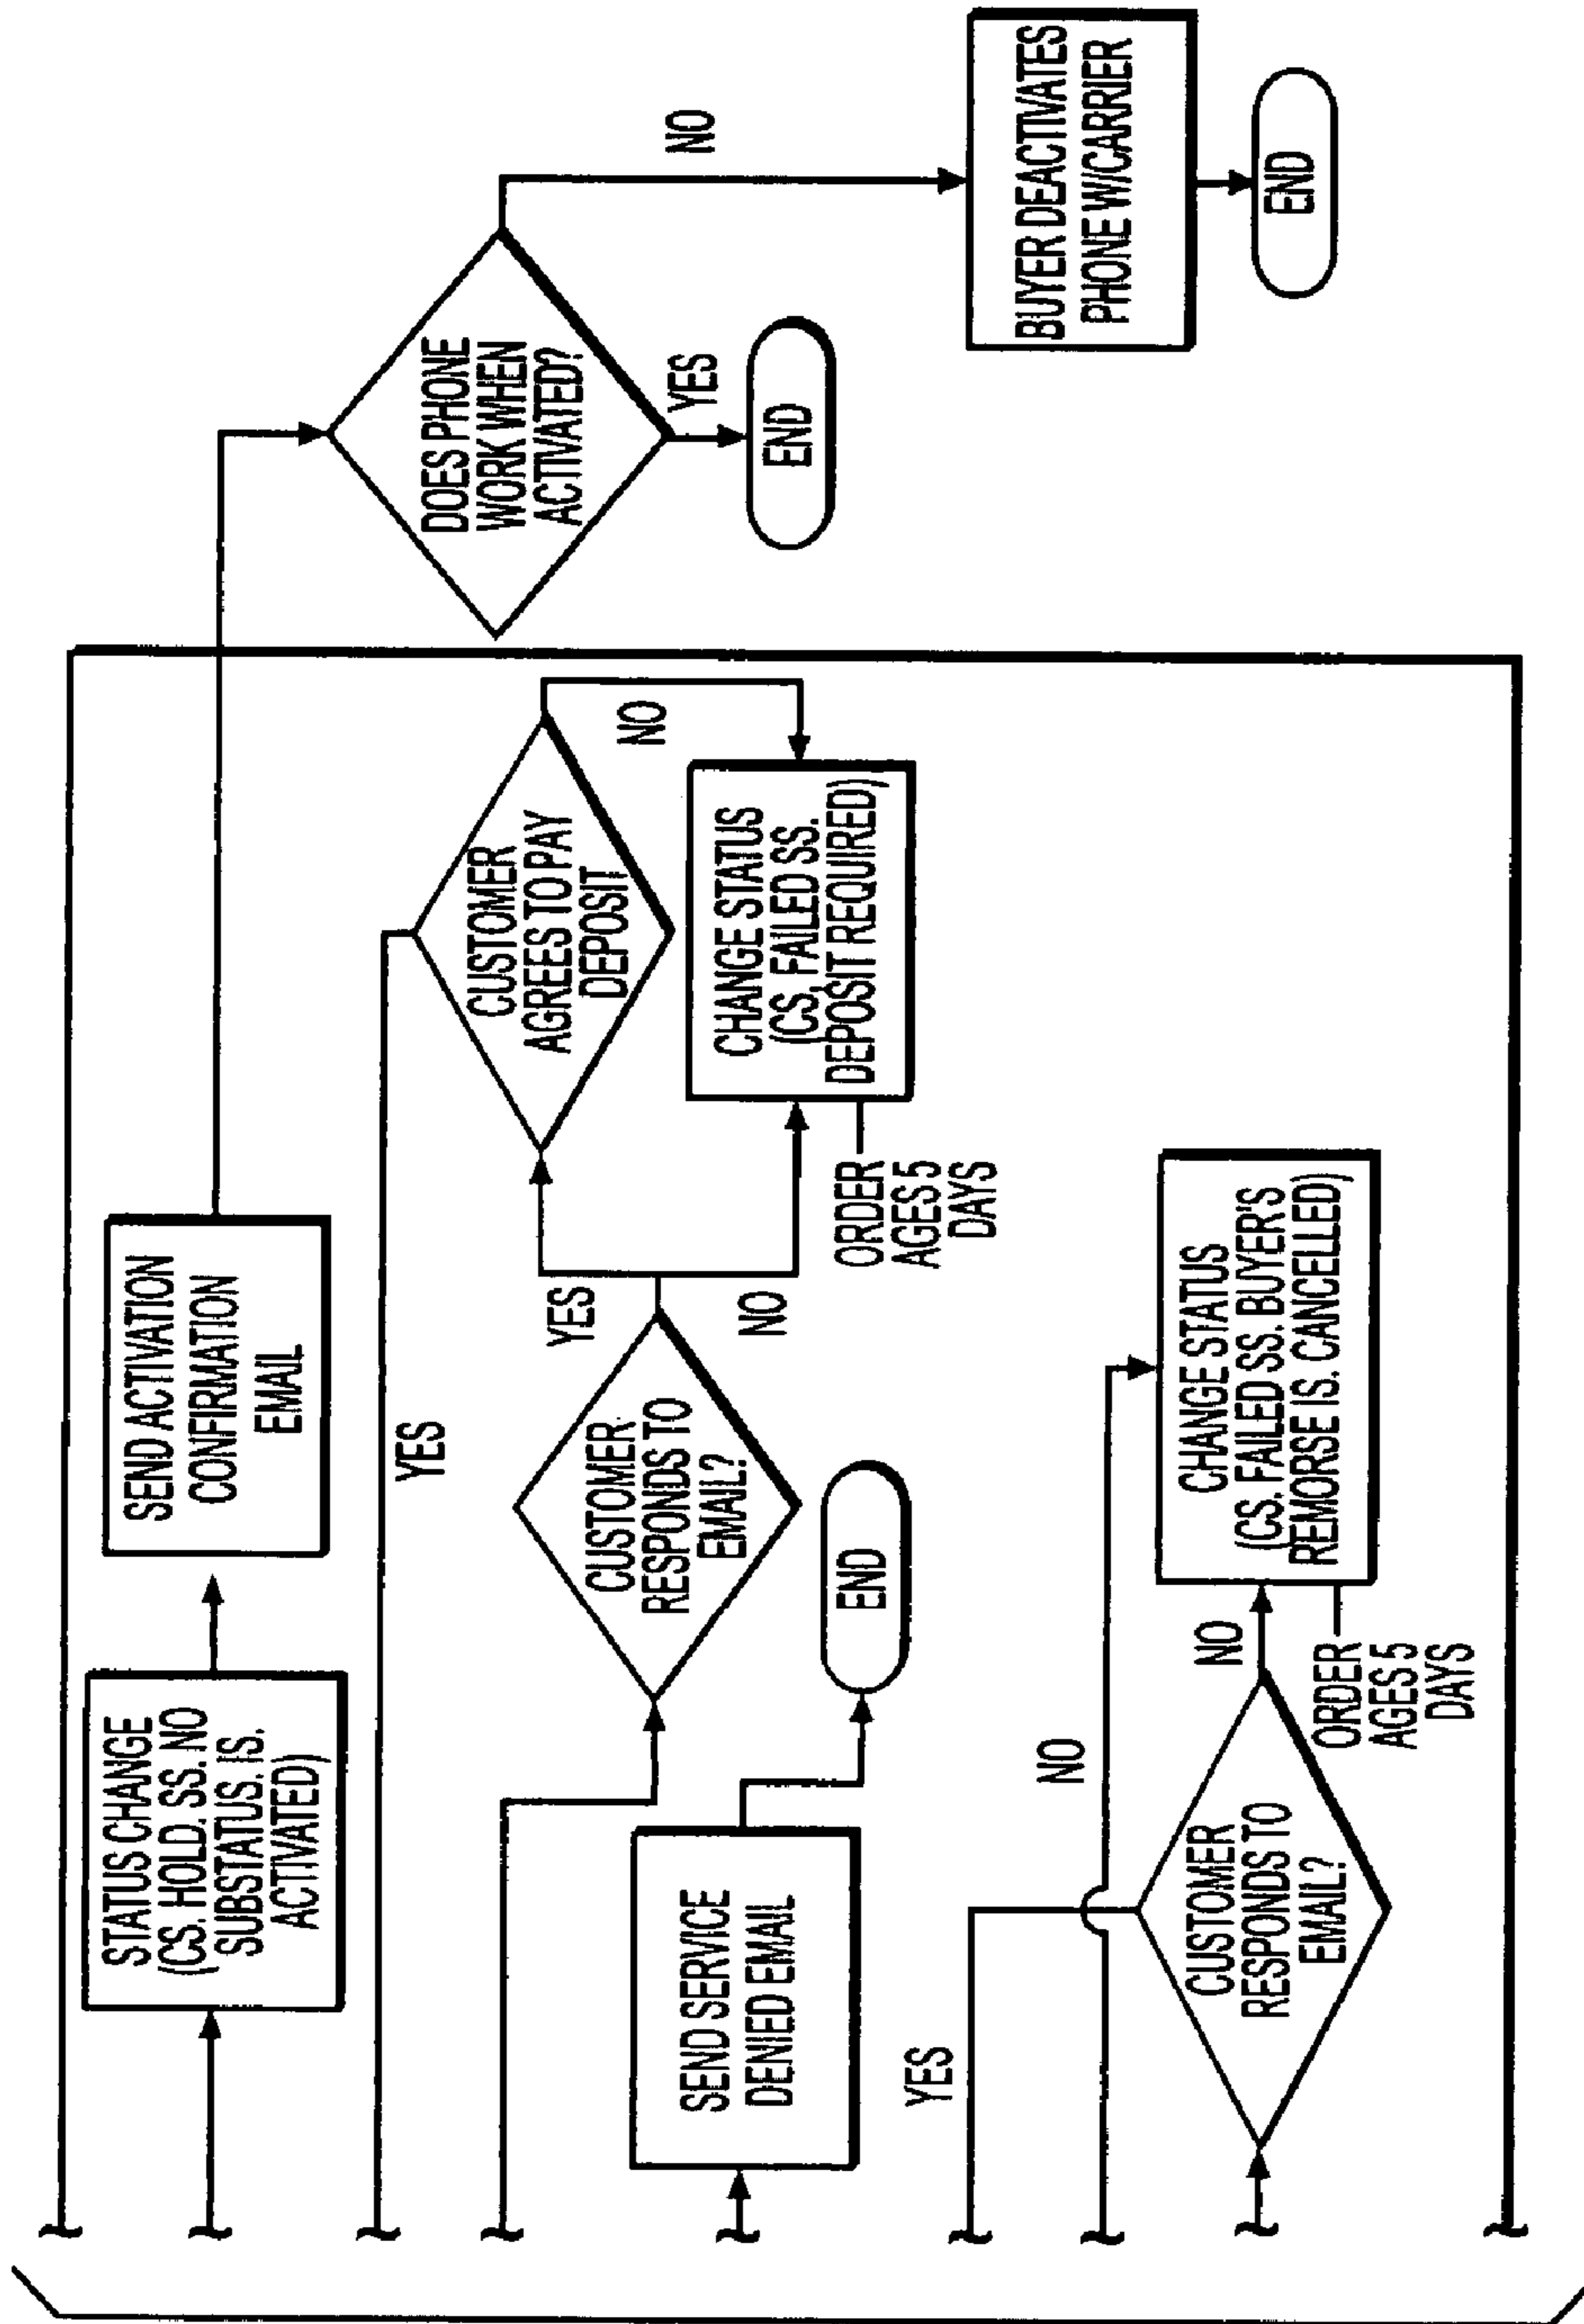 STATUS CHANGE
(CS. HOLD. SS. NO
SUBSTATUS. IS.
ACTIVATED)
SEND ACTIVATION
CONFIRMATION
EMAIL
DOES PHONE
WORK WHEN
ACTIVATED?
YES
END
NO
BUYER DEACTIVATES
PHONE W/CARRIER
END
YES
CUSTOMER
RESPONDS TO
EMAIL?
YES
NO
CUSTOMER
AGREES TO PAY
DEPOSIT
NO
CHANGE STATUS
(CS, FAILED SS.
DEPOSIT REQUIRED)
ORDER
AGES 5
DAYS
SEND SERVICE
DENIED EMAIL
END
YES
NO
CUSTOMER
RESPONDS TO
EMAIL?
NO
CHANGE STATUS
(CS. FAILED SS. BUYER'S
REMORSE IS. CANCELLED)
ORDER
AGES 5
DAYS